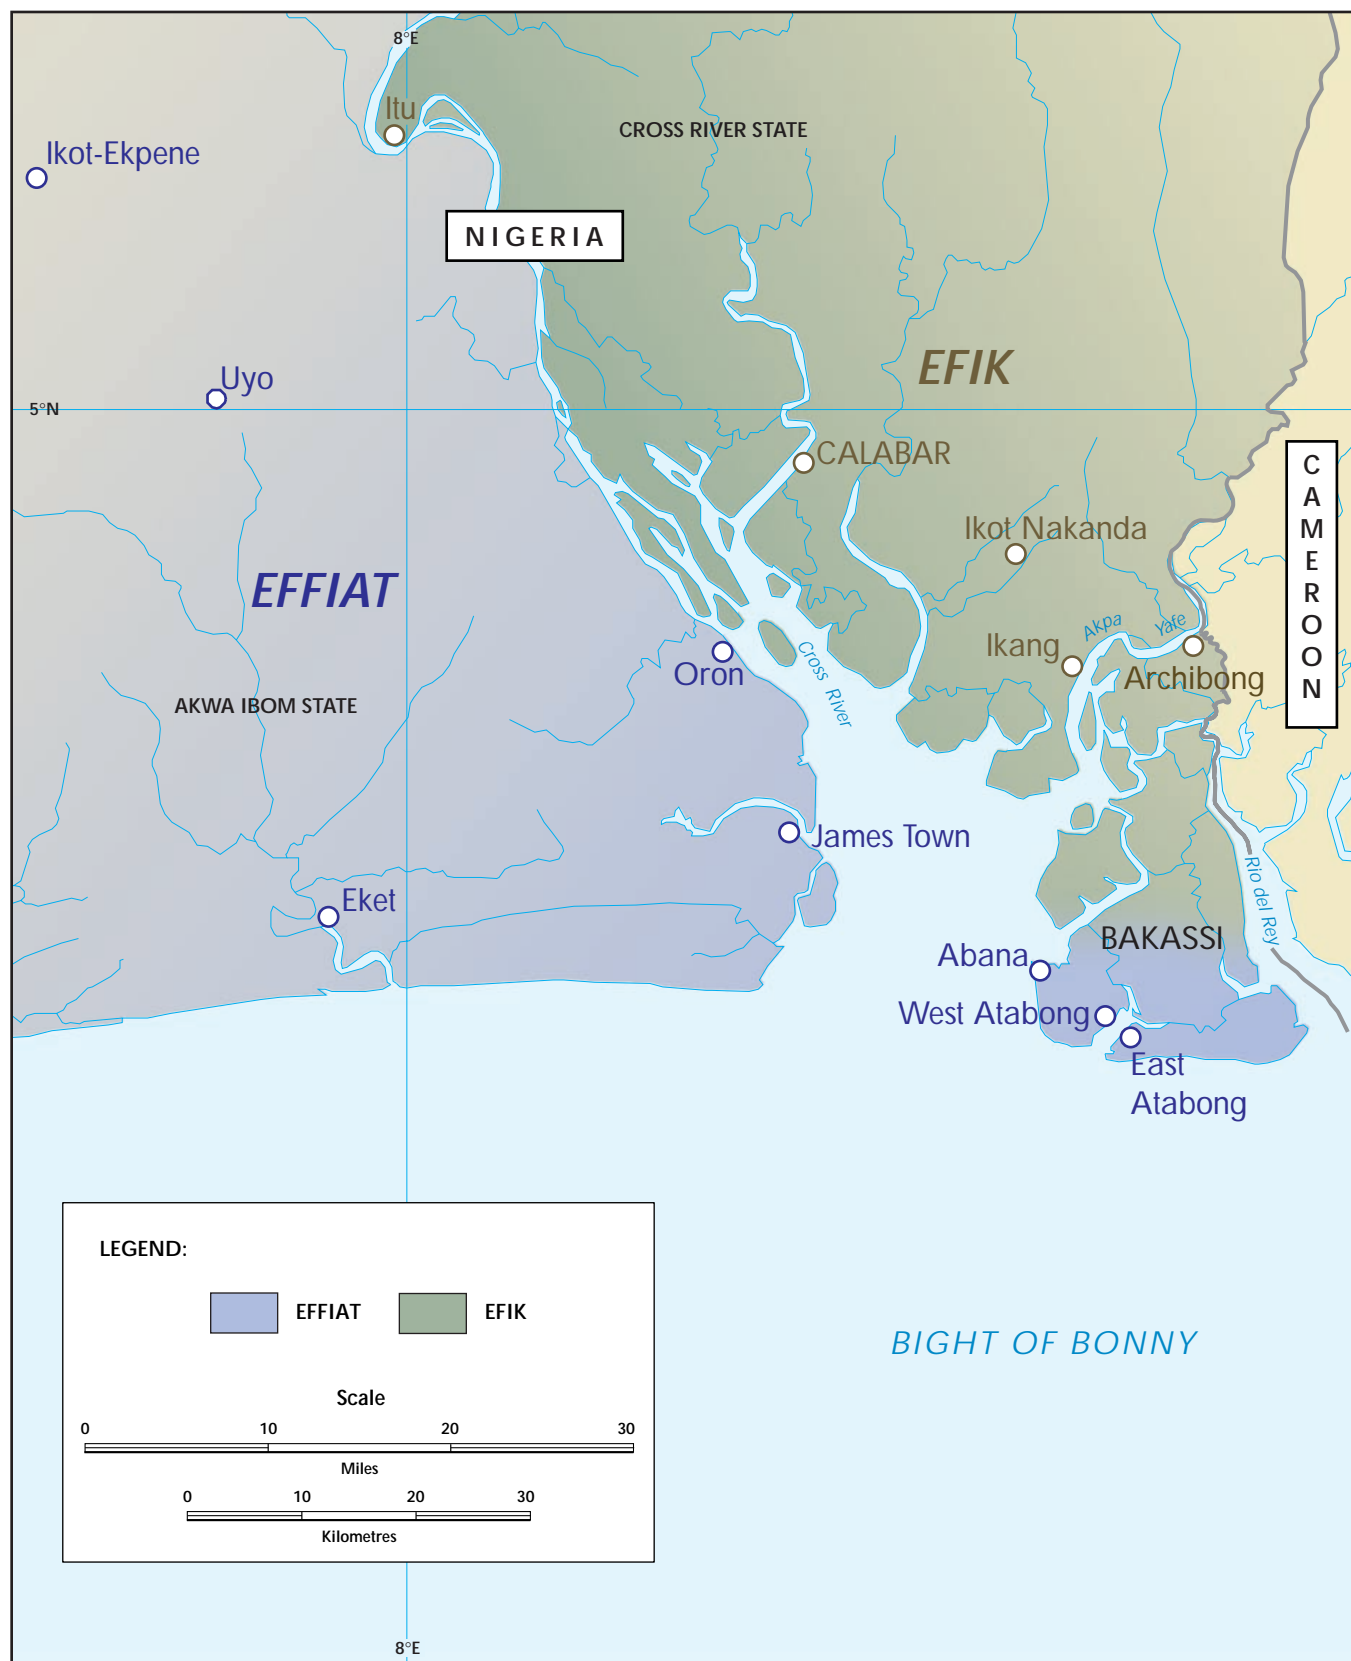 8°E
Itu
CROSS RIVER STATE
Ikot-Ekpene
NIGERIA
EFIK
Uyo
5°N
CALABAR
CAMEROON
Ikot Nakanda
EFFIAT
Akpa Yafe
Ikang
Oron
Cross River
Archibong
AKWA IBOM STATE
James Town
Rio del Rey
Eket
BAKASSI
Abana
West Atabong
East
Atabong
LEGEND:
EFFIAT
EFIK
BIGHT OF BONNY
Scale
0 10 20 30
Miles
0 10 20 30
Kilometres
8°E